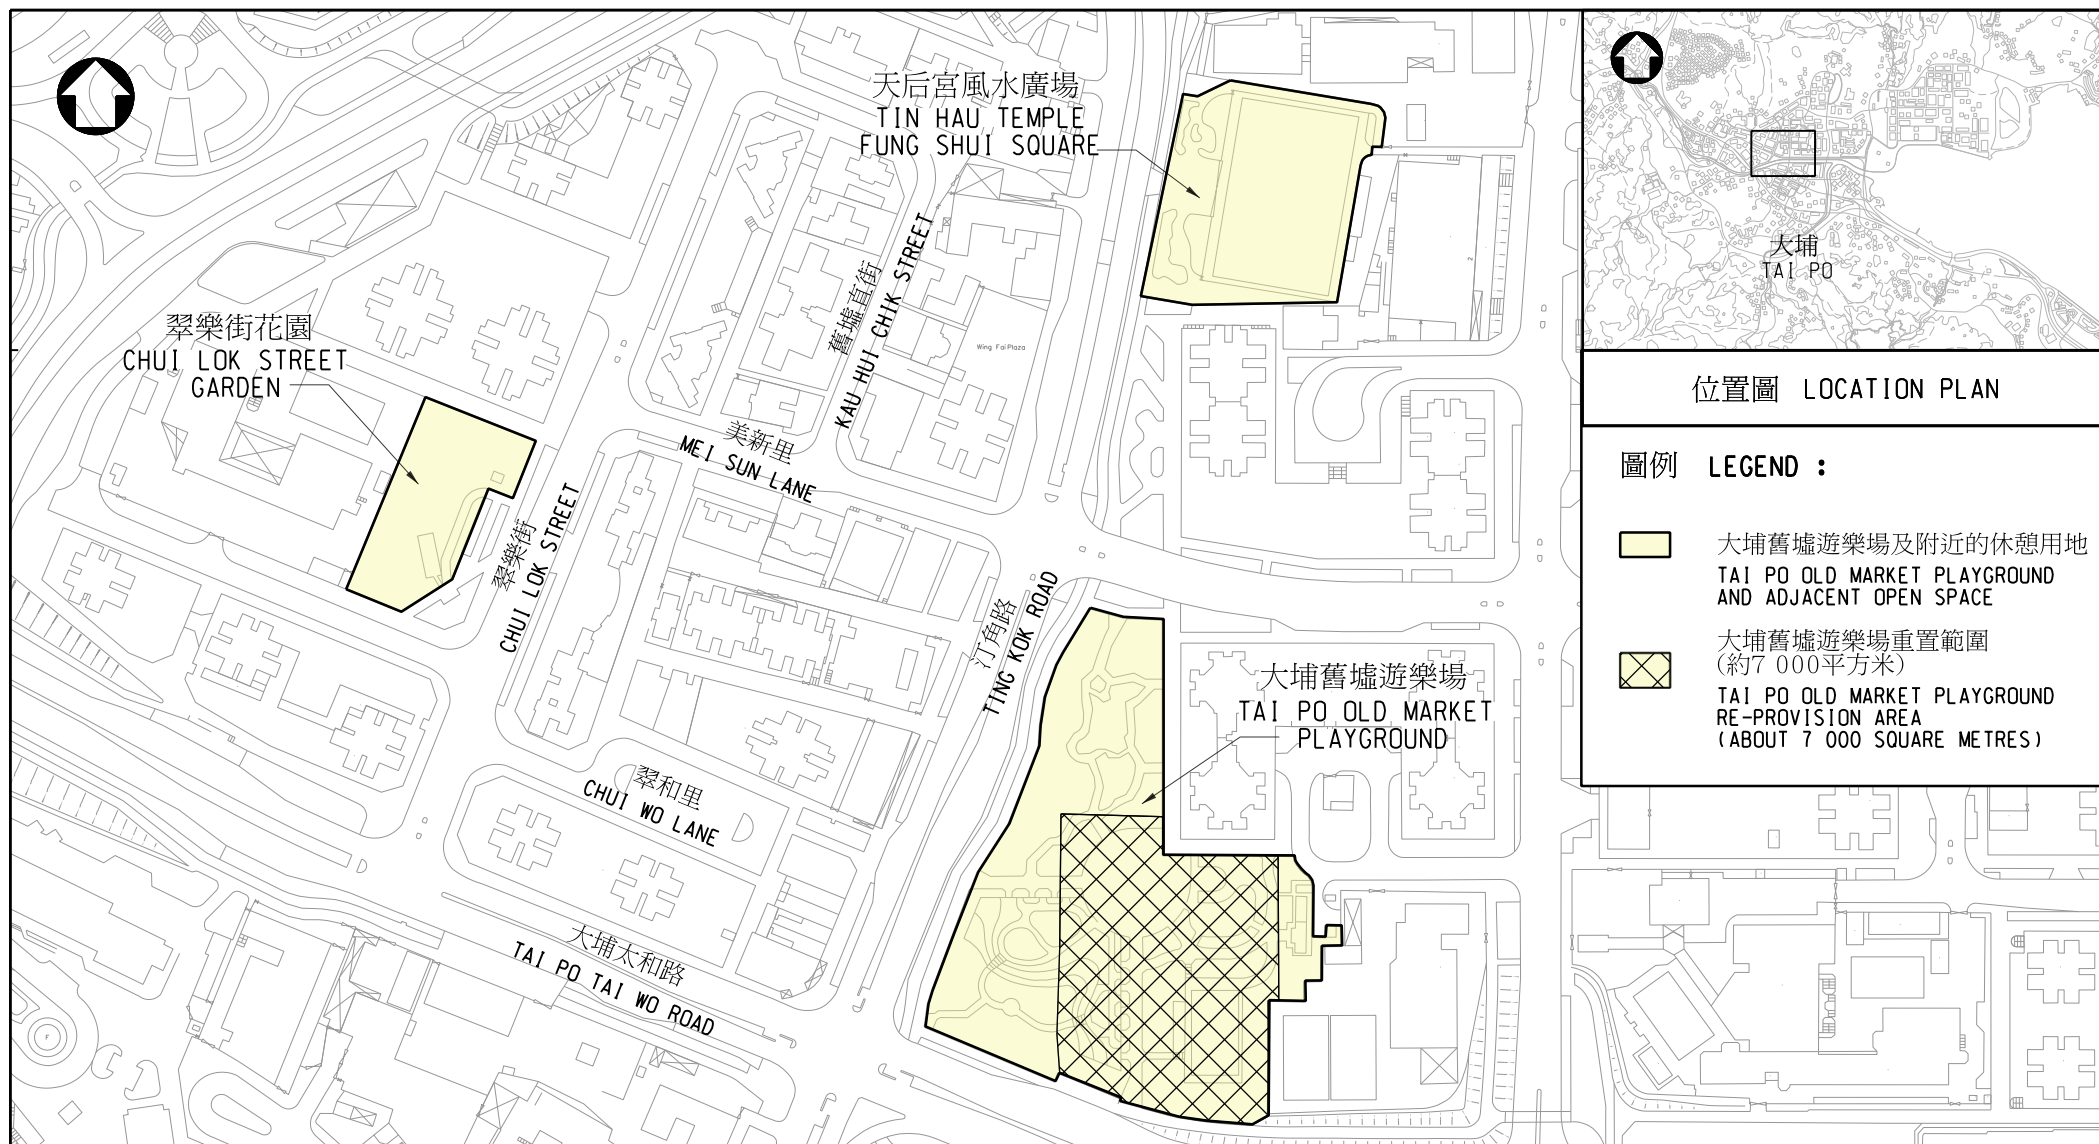 天后宮風水廣場
TIN HAU TEMPLE
FUNG SHUI SQUARE
翠樂街花園
CHUI LOK STREET
GARDEN
舊墟直街
KAU HUI CHIK STREET
Wing Fai Plaza
美新里
MEI SUN LANE
翠樂街
CHUI LOK STREET
汀角路
TING KOK ROAD
大埔舊墟遊樂場
TAI PO OLD MARKET
PLAYGROUND
翠和里
CHUI WO LANE
大埔太和路
TAI PO TAI WO ROAD
F
2
大埔
TAI PO
位置圖 LOCATION PLAN
圖例 LEGEND :
大埔舊墟遊樂場及附近的休憩用地
TAI PO OLD MARKET PLAYGROUND
AND ADJACENT OPEN SPACE
大埔舊墟遊樂場重置範圍
(約7 000平方米)
TAI PO OLD MARKET PLAYGROUND
RE-PROVISION AREA
(ABOUT 7 000 SQUARE METRES)